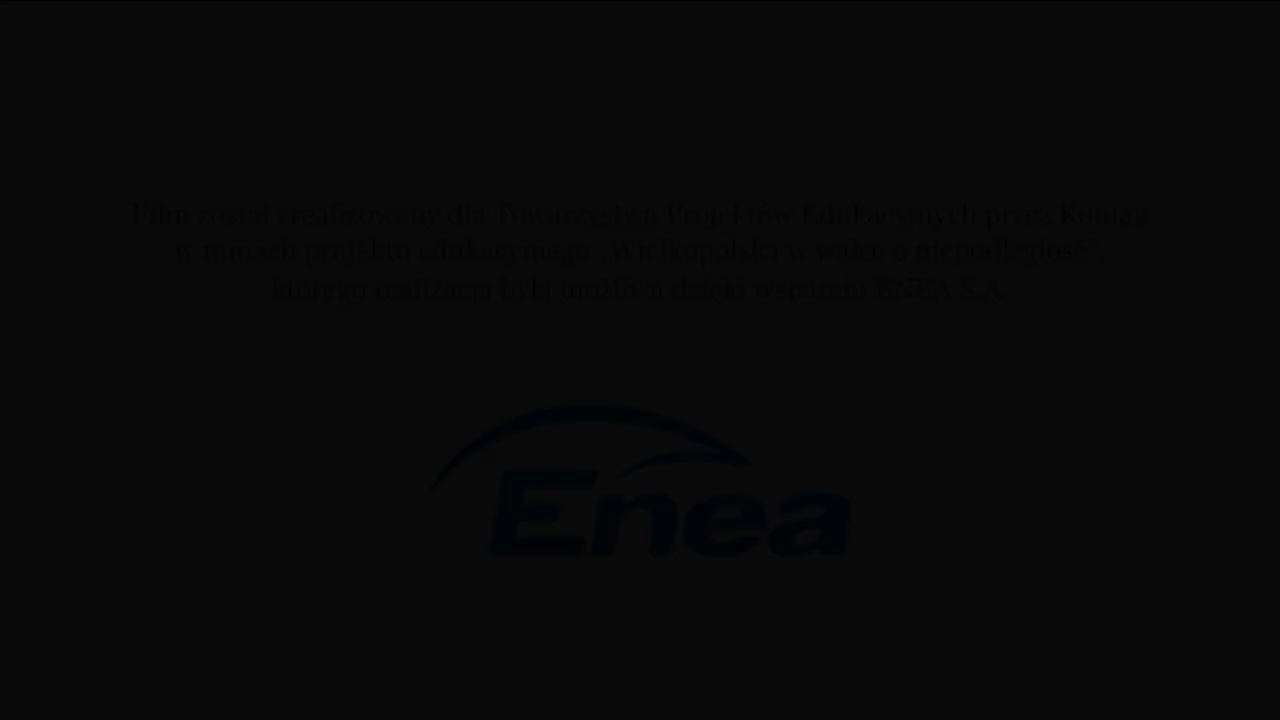 Film został zrealizowany dla Towarzystwa Projektów Edukacyjnych przez
w ramach projektu edukacyjnego „Wielkopolska w walce o niepodległość”,
którego realizacja była możliwa dzięki wsparciu ENEA S.A.
Enea